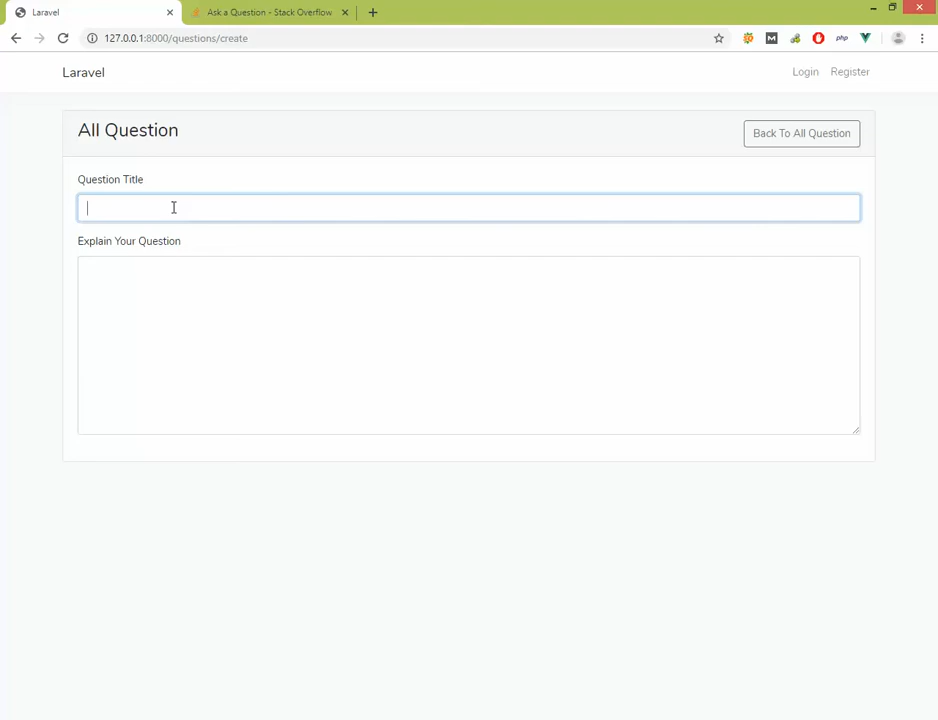 Laravel
Ask a Question - Stack Overflow
127.0.0.1:8000/questions/create
M
php
Laravel
Login Register
All Question
Back To All Question
Question Title
Explain Your Question